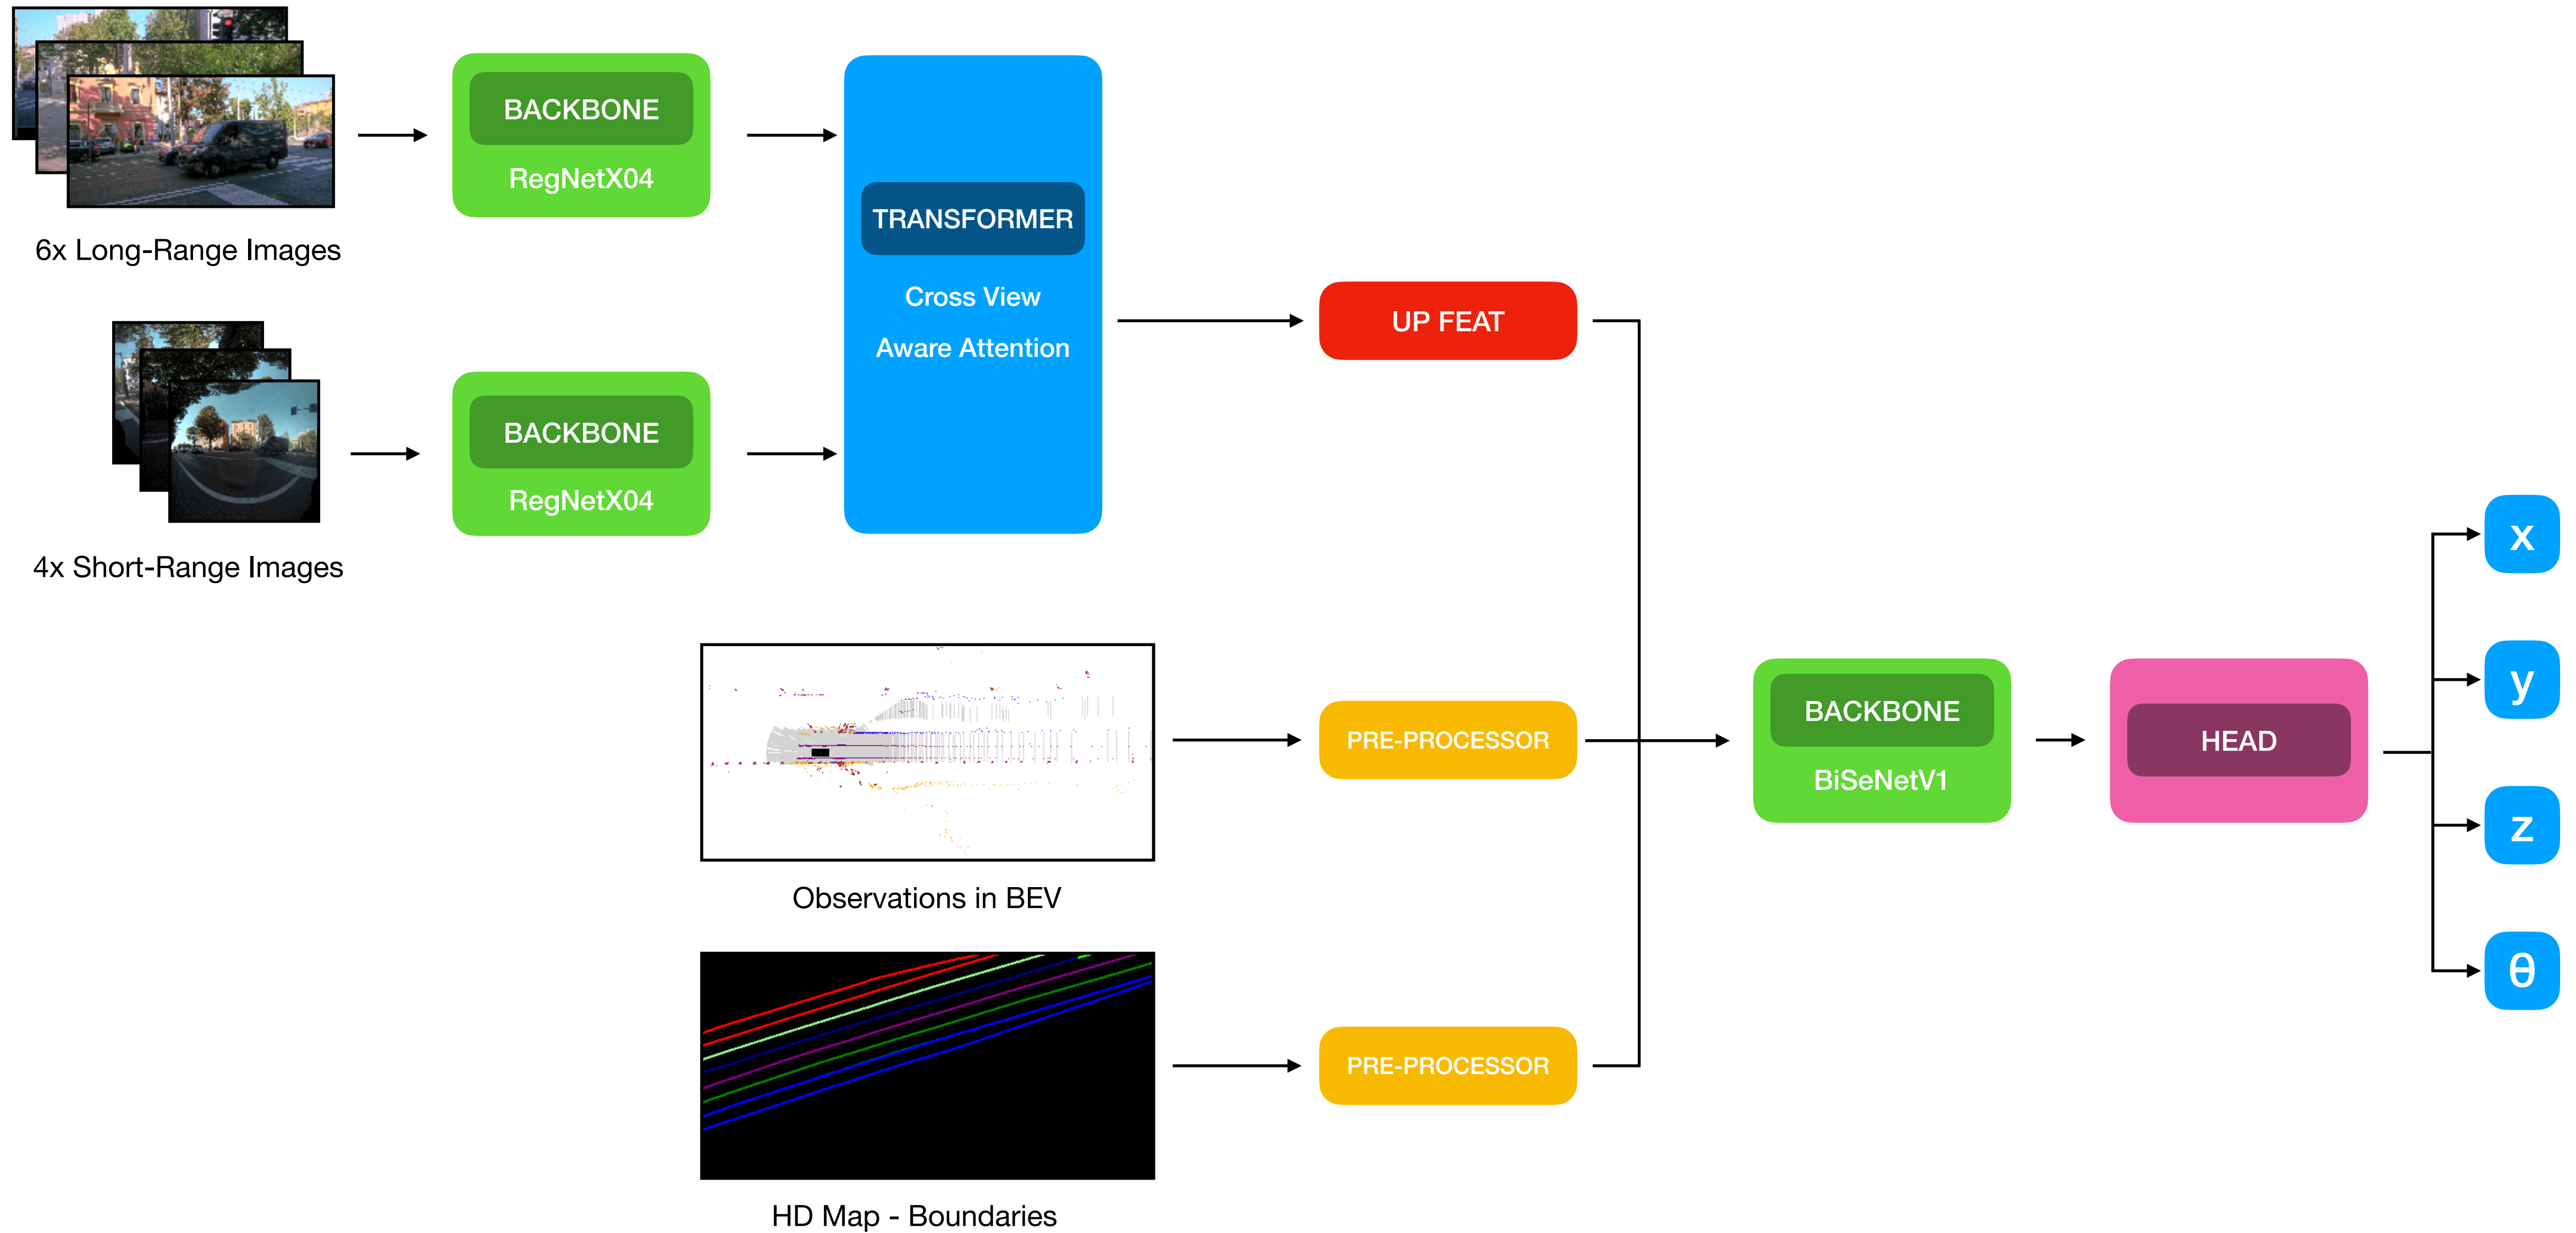 6x Long-Range Images
BACKBONE
RegNetX04
4x Short-Range Images
BACKBONE
RegNetX04
TRANSFORMER
Cross View
Aware Attention
UP FEAT
Observations in BEV
PRE-PROCESSOR
HD Map - Boundaries
PRE-PROCESSOR
BACKBONE
BiSeNetV1
HEAD
x
y
z
θ